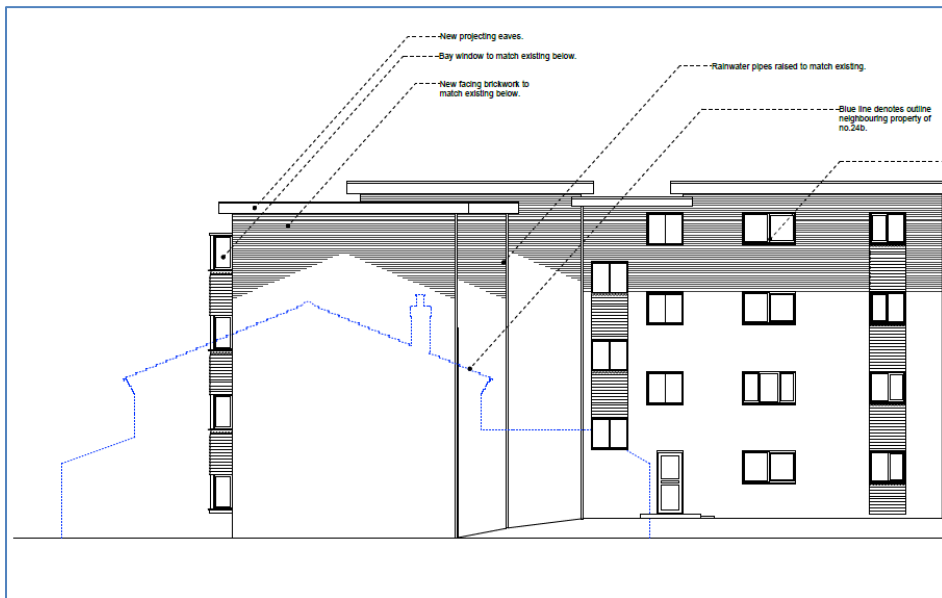 New projecting eaves.
Bay window to match existing below.
New facing brickwork to
match existing below.
Rainwater pipes raised to match existing.
Blue line denotes outline
neighbouring property of
no.24b.